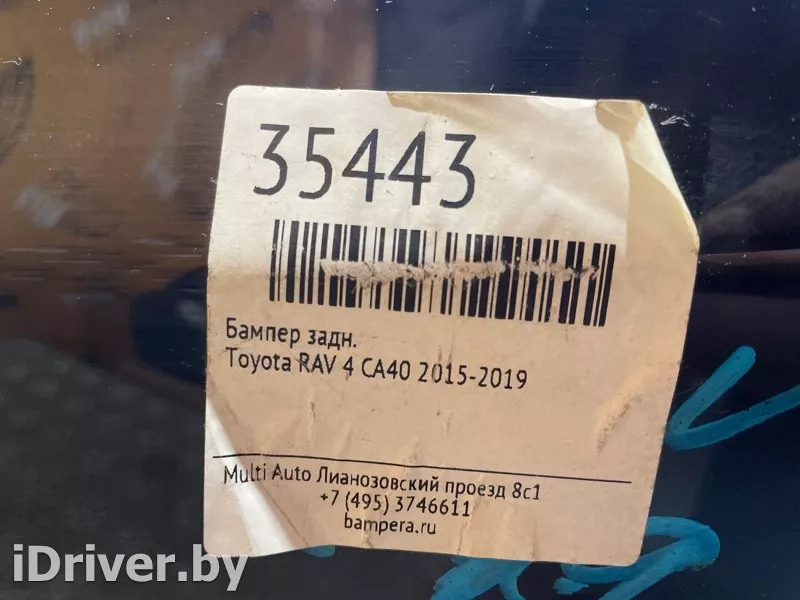 35443
Бампер задн.
Toyota RAV 4 CA40 2015-2019
Multi Auto Лианозовский проезд 8с1
+7 (495) 3746611
bampera.ru
iDriver.by